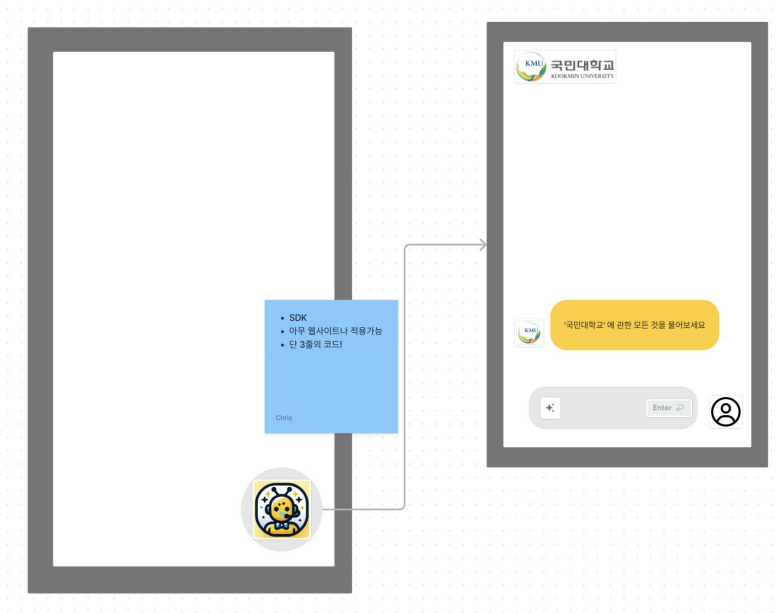 SDK
아무 웹사이트나 적용가능
단 3줄의 코드!
Chris
KMU 국민대학교
KOOKMIN UNIVERSITY
KMU
'국민대학교' 에 관한 모든 것을 물어보세요
Enter